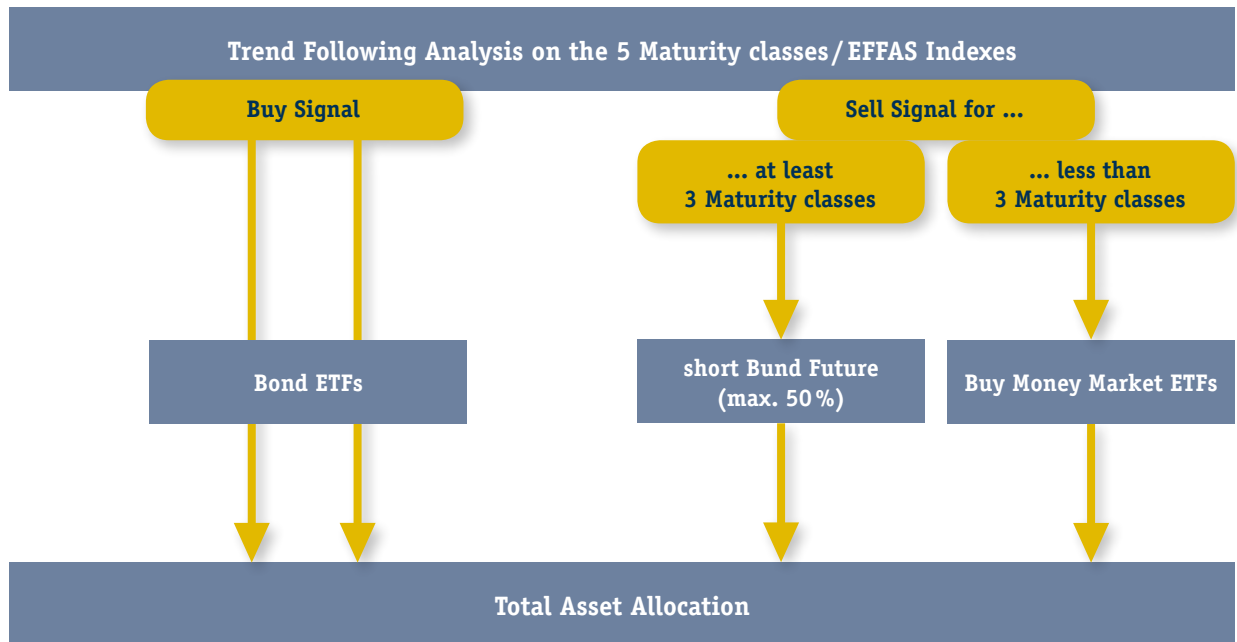 Trend Following Analysis on the 5 Maturity classes/EFFAS Indexes
Buy Signal
Sell Signal for ...
... at least
3 Maturity classes
... less than
3 Maturity classes
Bond ETFs
short Bund Future
(max. 50%)
Buy Money Market ETFs
Total Asset Allocation